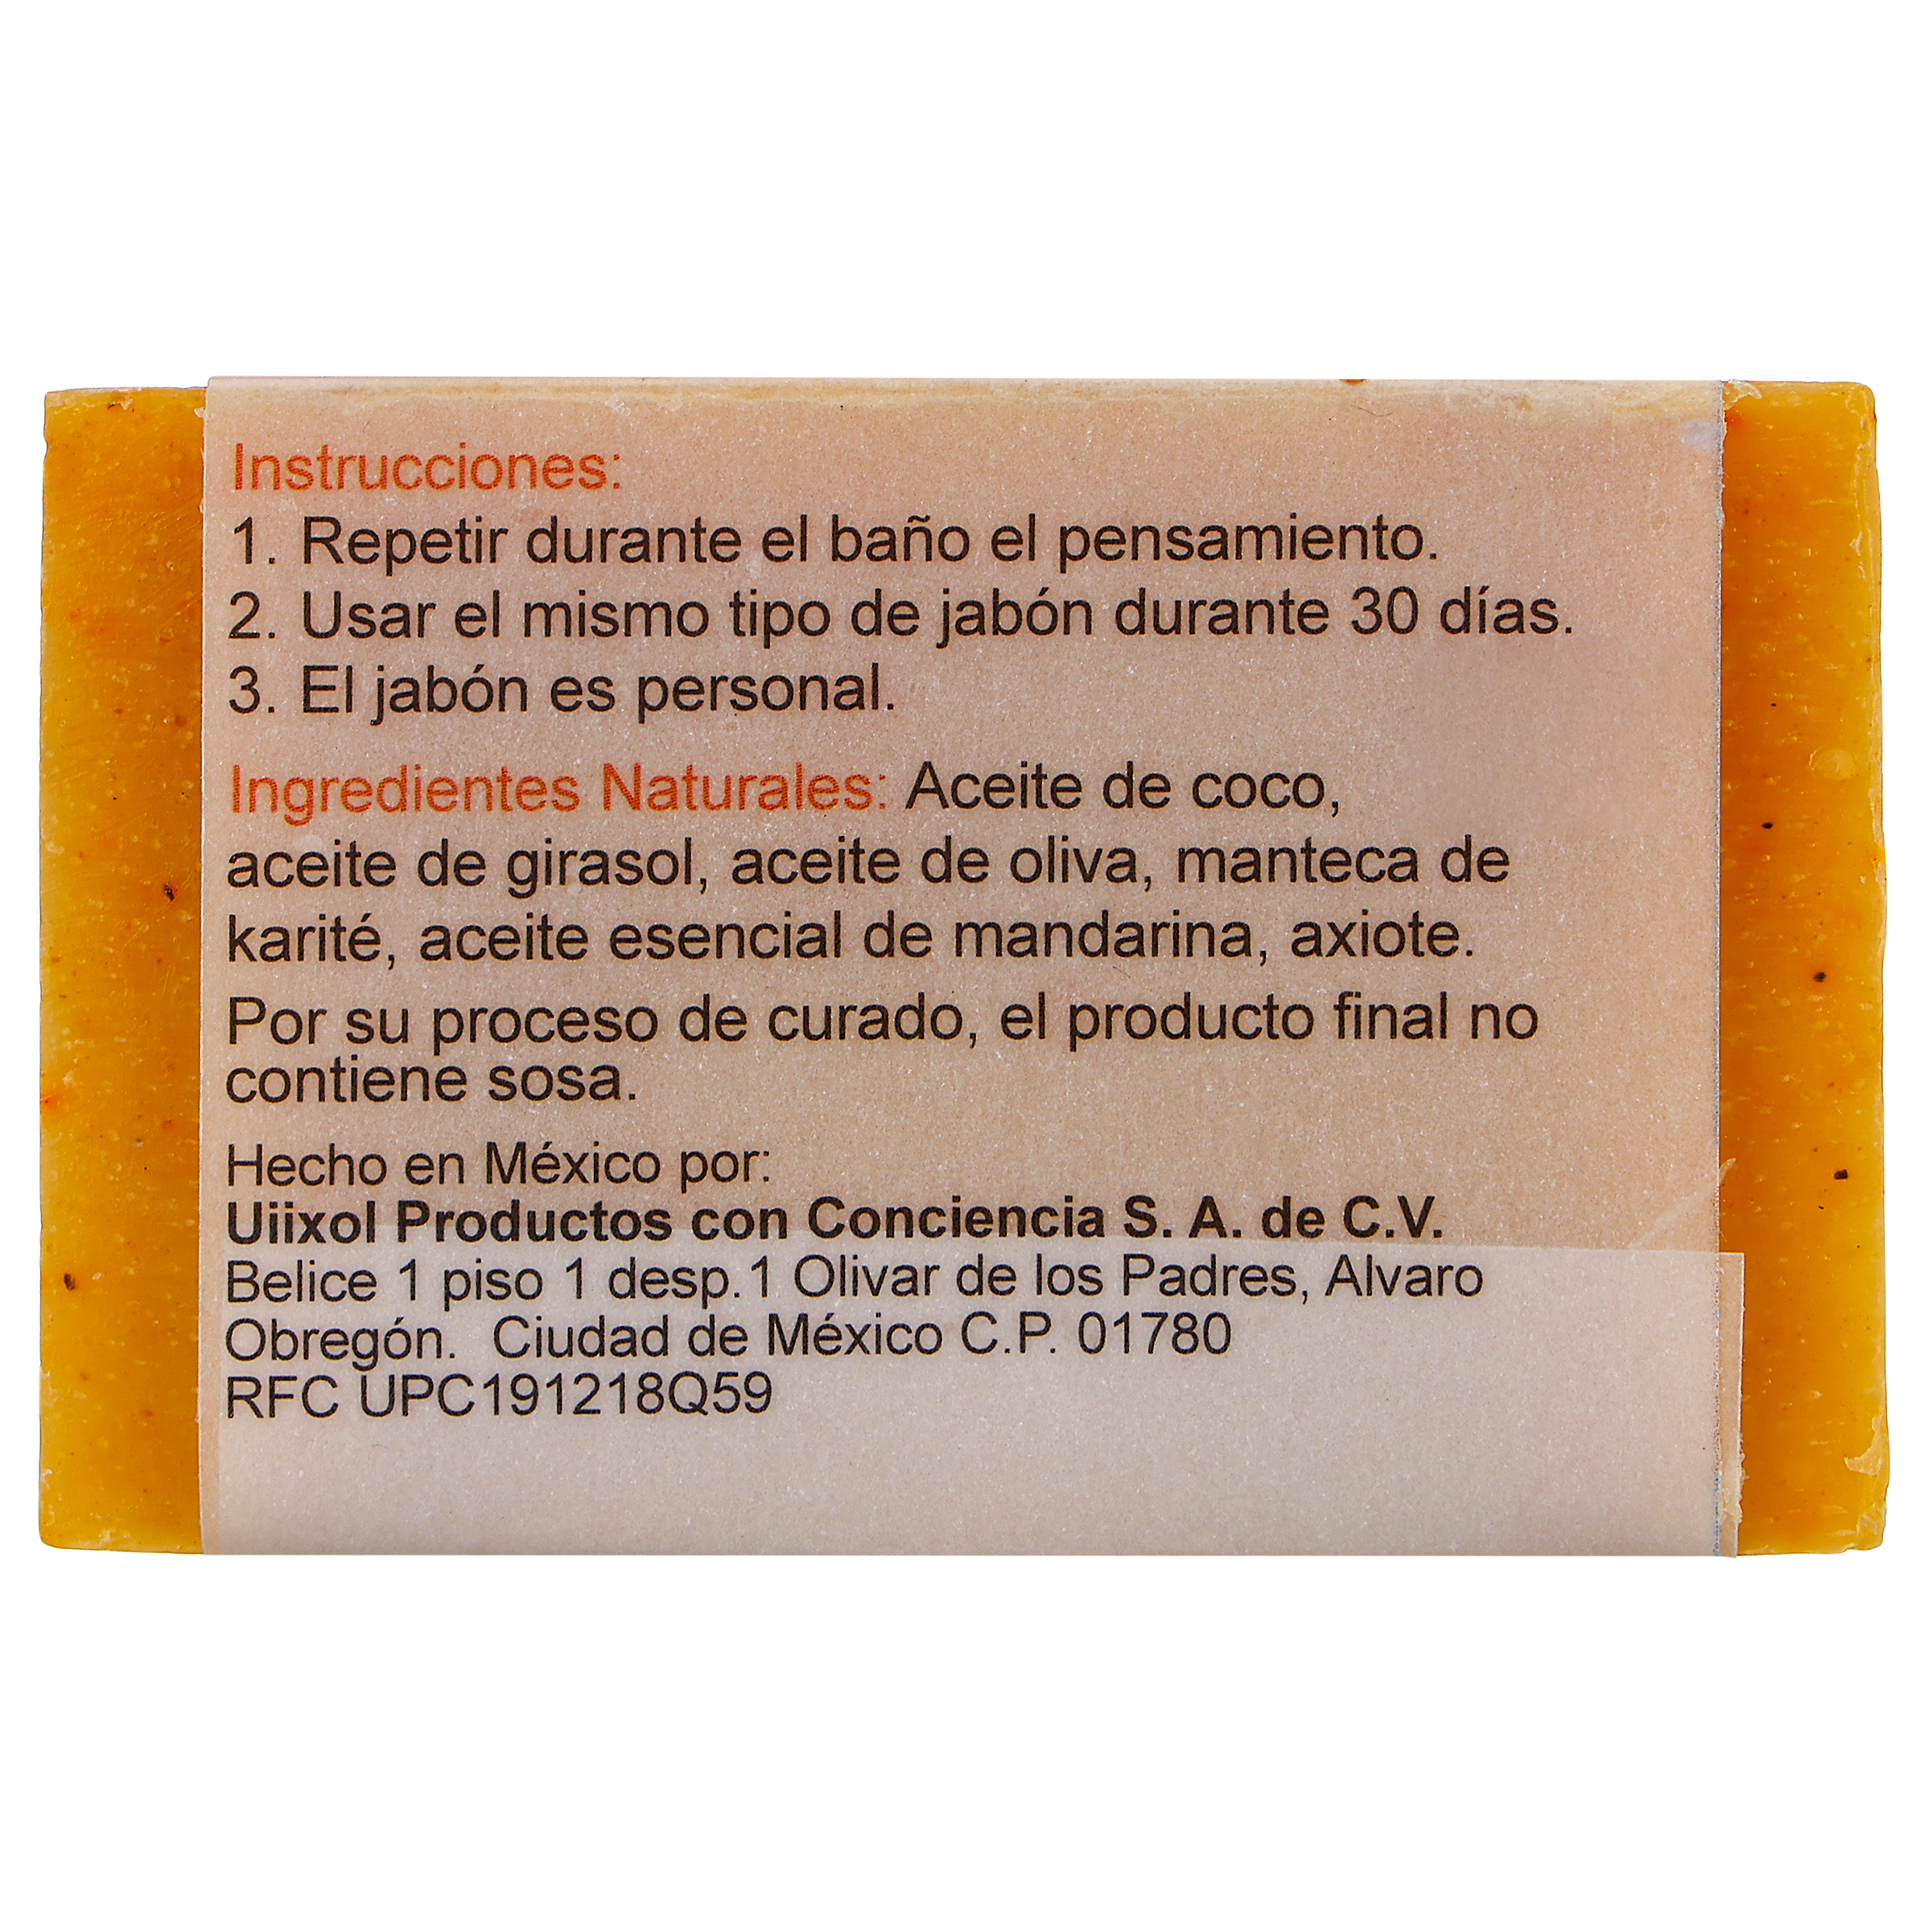 Instrucciones:
1. Repetir durante el baño el pensamiento.
2. Usar el mismo tipo de jabón durante 30 días.
3. El jabón es personal.
Ingredientes Naturales: Aceite de coco,
aceite de girasol, aceite de oliva, manteca de
karité, aceite esencial de mandarina, axiote.
Por su proceso de curado, el producto final no
contiene sosa.
Hecho en México por:
Uiixol Productos con Conciencia S. A. de C.V.
Belice 1 piso 1 desp.1 Olivar de los Padres, Alvaro
Obregón.  Ciudad de México C.P. 01780
RFC UPC191218Q59